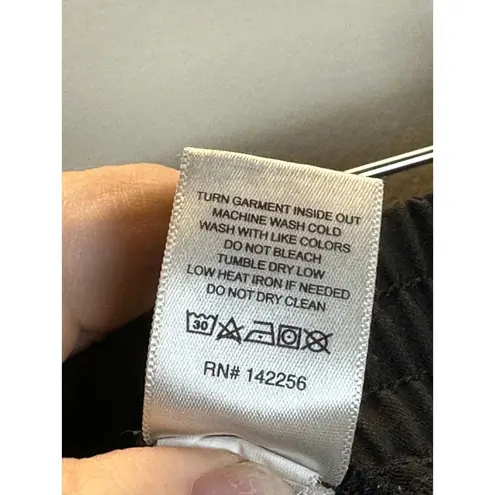 TURN GARMENT INSIDE OUT
MACHINE WASH COLD
WASH WITH LIKE COLORS
DO NOT BLEACH
TUMBLE DRY LOW
LOW HEAT IRON IF NEEDED
DO NOT DRY CLEAN
30
RN# 142256